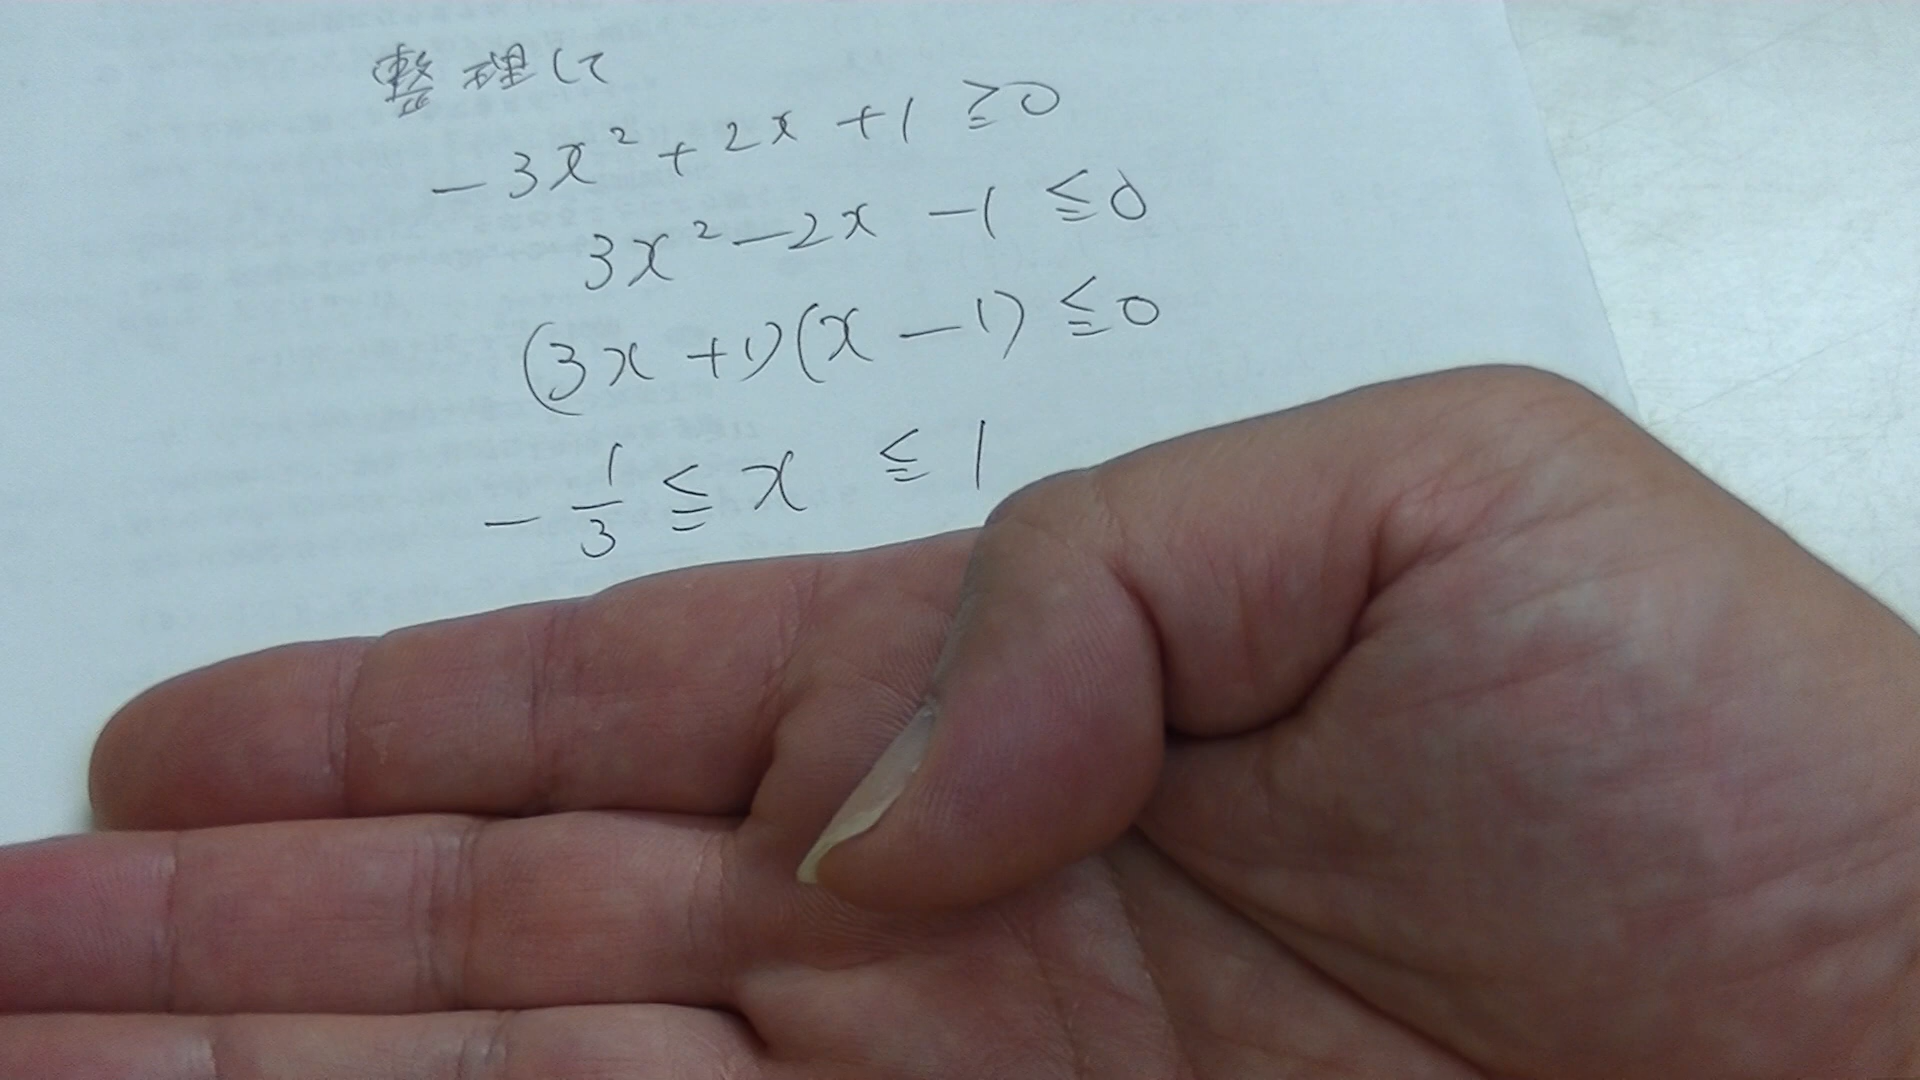 整理して
-3x²+2x+1≧0
3x²-2x-1≦0
(3x+1)(x-1)≦0
-1/3≦x≦1